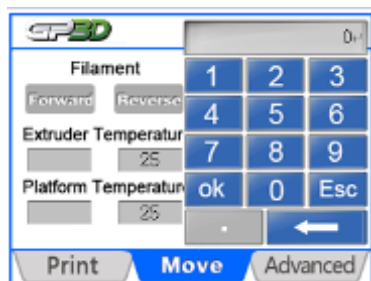 GP3D
0
Filament
1 2 3
Forward Reverse
4 5 6
Extruder Temperatur
7 8 9
25
Platform Temperatur
ok 0 Esc
25
.
Print Move Advanced